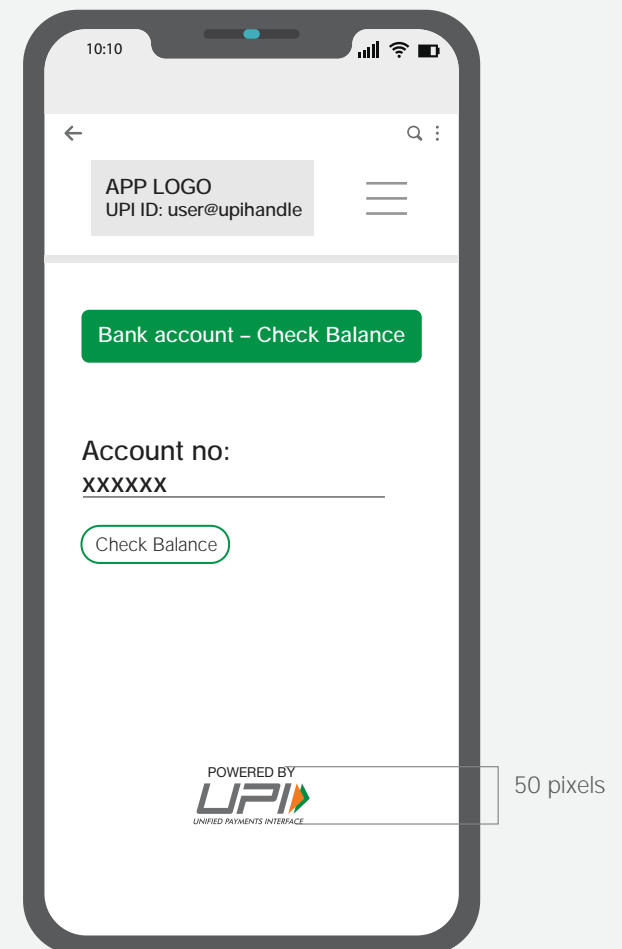 10:10
APP LOGO
UPI ID: user@upihandle
Bank account – Check Balance
Account no:
xxxxxx
Check Balance
POWERED BY
UPI
UNIFIED PAYMENTS INTERFACE
50 pixels